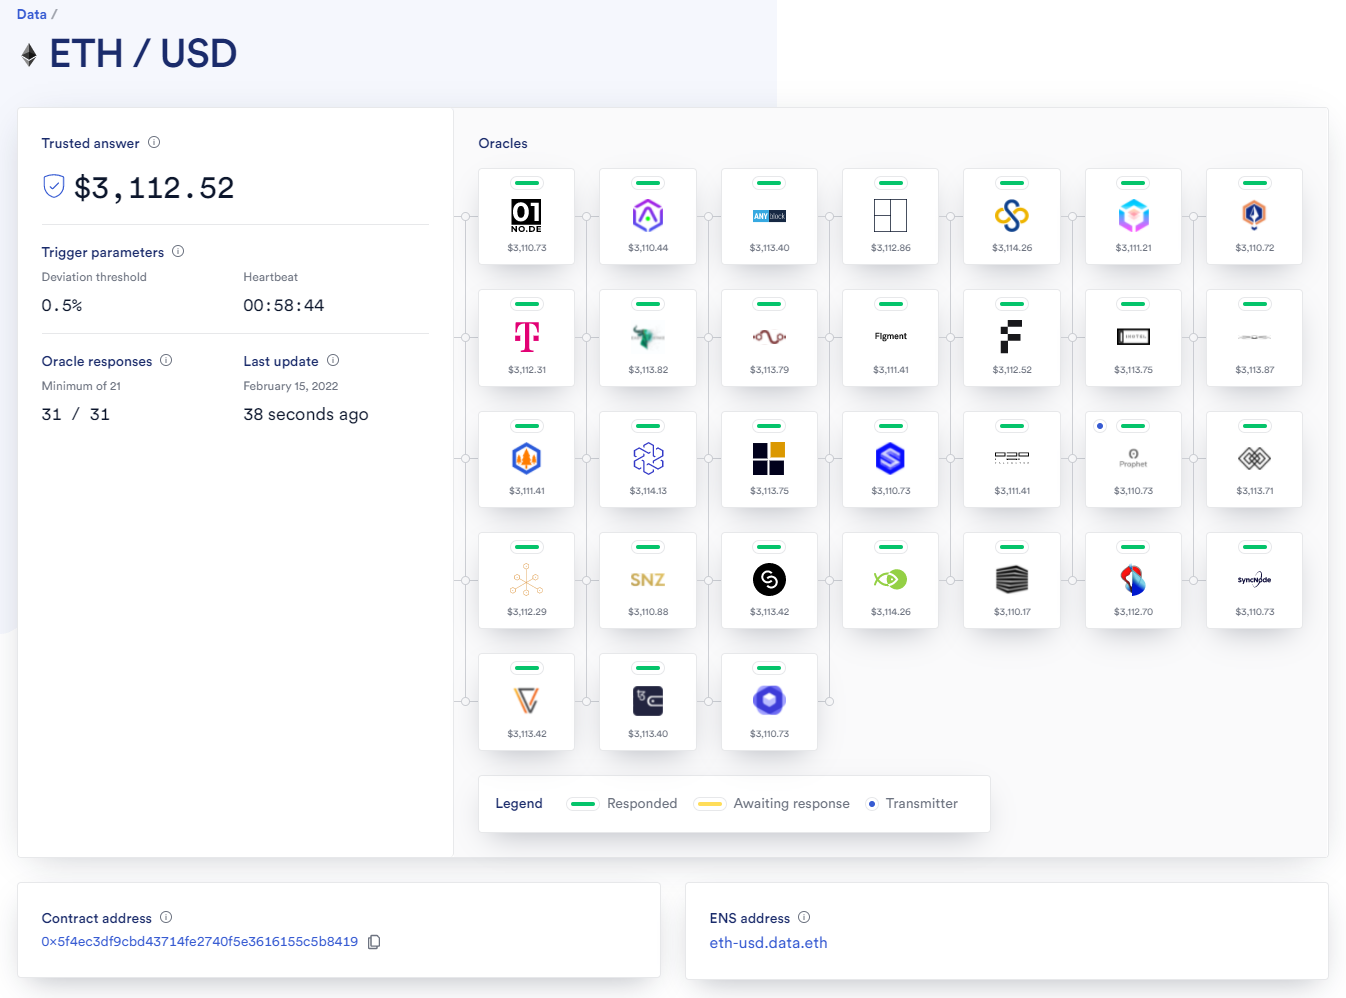 Data /
ETH / USD
Trusted answer
$3,112.52
Trigger parameters
Deviation threshold
Heartbeat
0.5%
00:58:44
Oracle responses
Last update
Minimum of 21
February 15, 2022
31 / 31
38 seconds ago
Oracles
01
NO.DE
ANY block
$3,110.73
$3,110.44
$3,113.40
$3,112.86
$3,114.26
$3,111.21
$3,110.72
T
Figment
F
$3,112.31
$3,113.82
$3,113.79
$3,111.41
$3,112.52
$3,113.75
$3,113.87
P2P
Prophet
$3,111.41
$3,114.13
$3,113.75
$3,110.73
$3,111.41
$3,110.73
$3,113.71
SNZ
SyncNode
$3,112.29
$3,110.88
$3,113.42
$3,114.26
$3,110.17
$3,112.70
$3,110.73
$3,113.42
$3,113.40
$3,110.73
Legend
Responded
Awaiting response
Transmitter
Contract address
0x5f4ec3df9cbd43714fe2740f5e3616155c5b8419
ENS address
eth-usd.data.eth